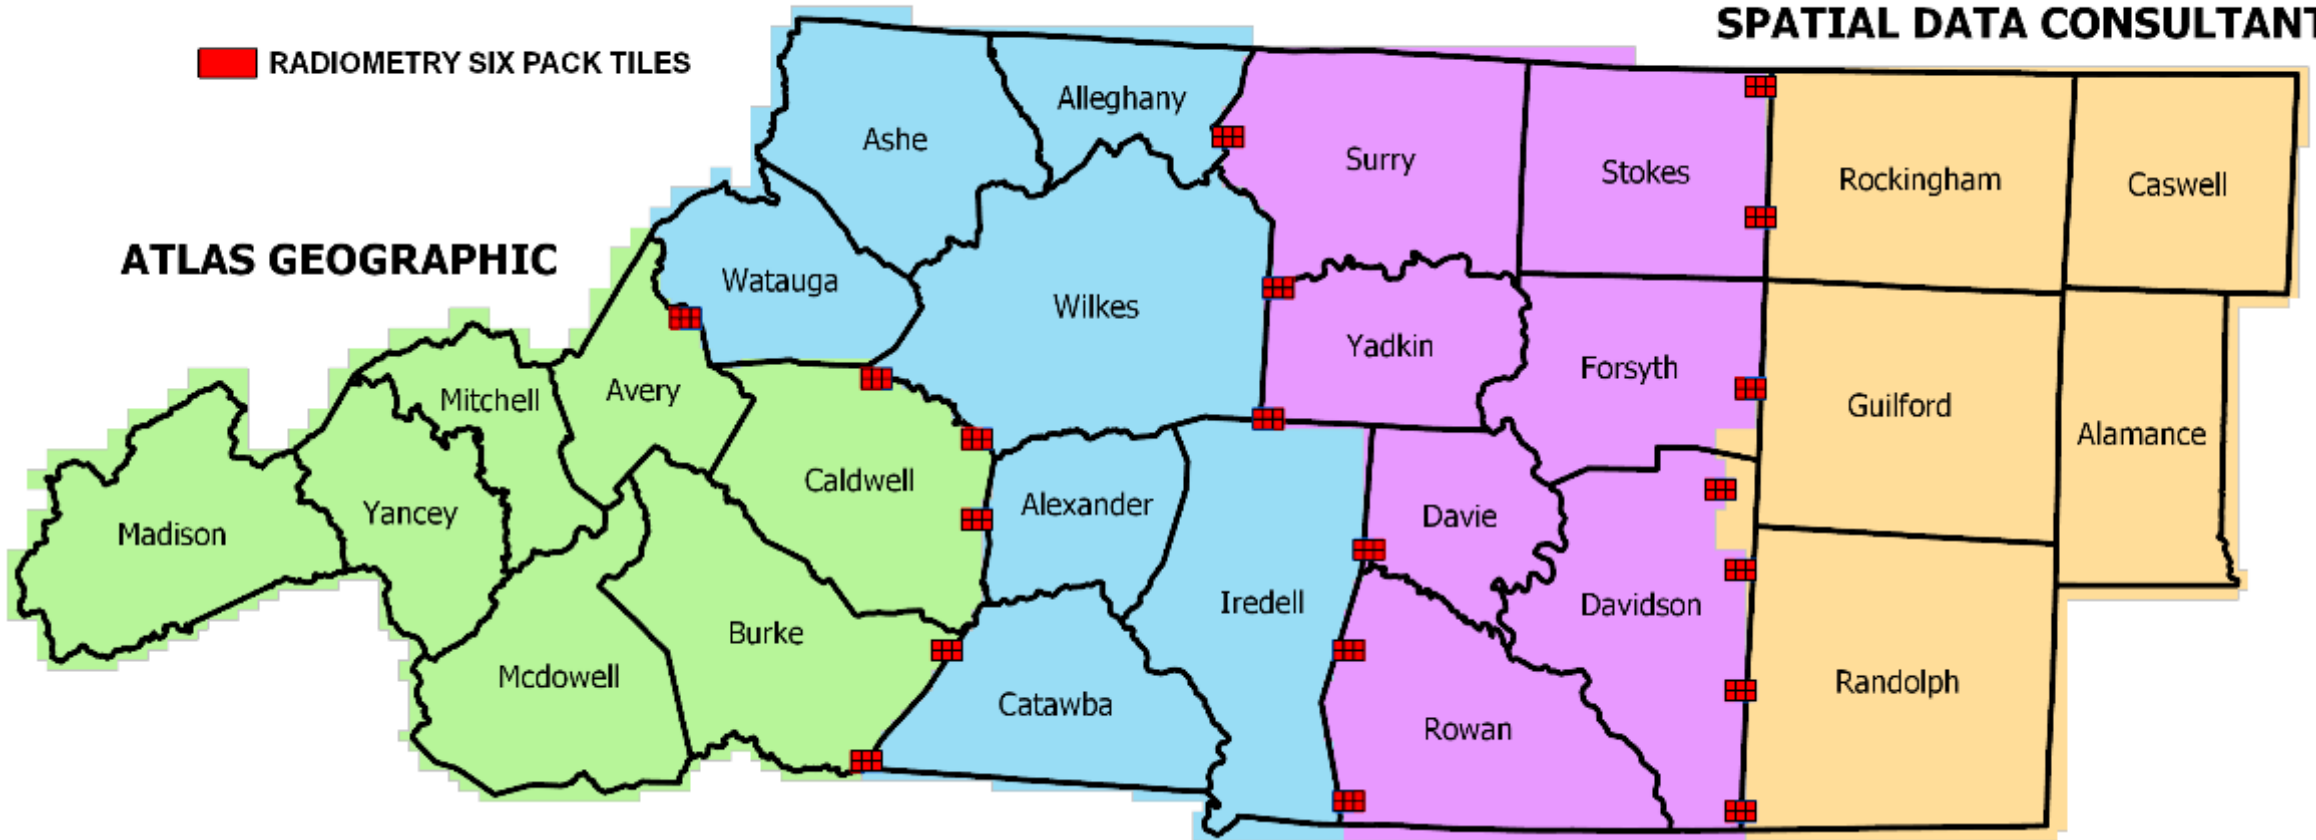 SPATIAL DATA CONSULTANT
RADIOMETRY SIX PACK TILES
Alleghany
Ashe
Surry
Stokes
Rockingham
Caswell
ATLAS GEOGRAPHIC
Watauga
Wilkes
Yadkin
Forsyth
Mitchell
Avery
Guilford
Alamance
Caldwell
Alexander
Yancey
Davie
Madison
Iredell
Davidson
Burke
Mcdowell
Catawba
Randolph
Rowan